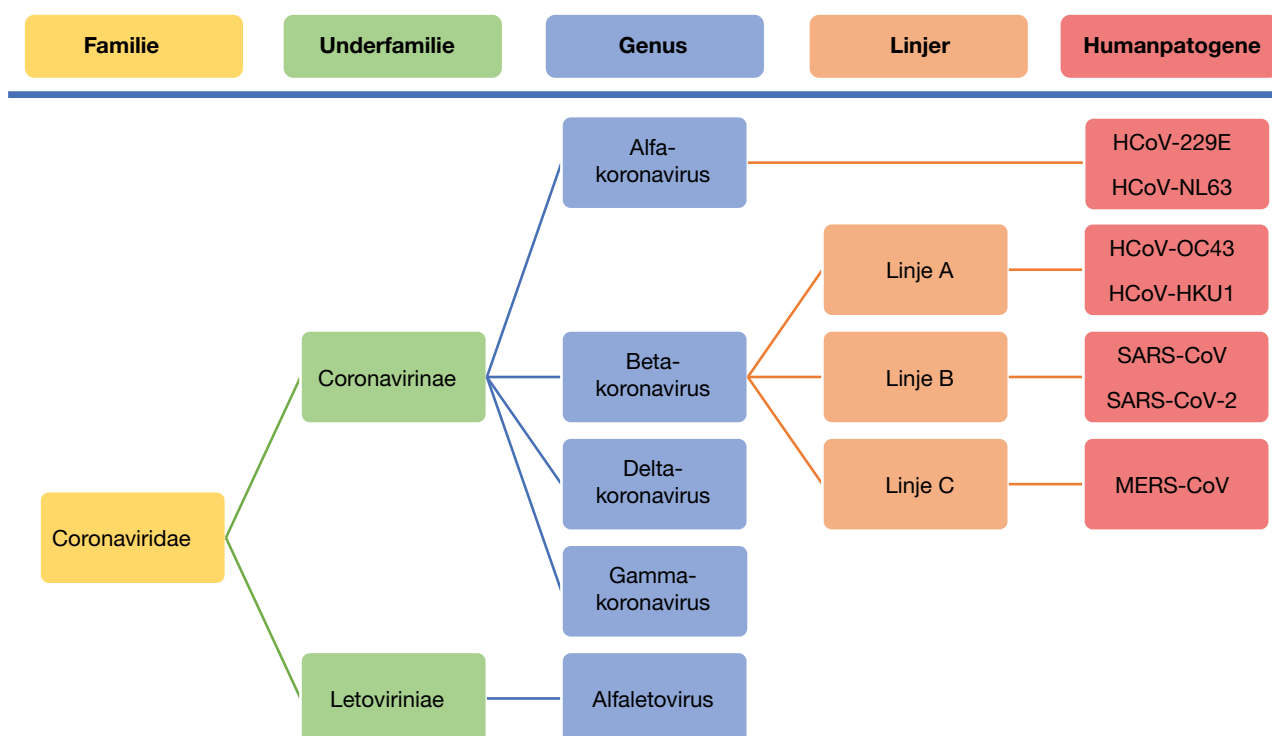 Familie
Underfamilie
Genus
Linjer
Humanpatogene
Alfa-
koronavirus
HCoV-229E
HCoV-NL63
Linje A
HCoV-OC43
HCoV-HKU1
Coronavirinae
Beta-
koronavirus
Linje B
SARS-CoV
SARS-CoV-2
Delta-
koronavirus
Linje C
MERS-CoV
Coronaviridae
Gamma-
koronavirus
Letoviriniae
Alfaletovirus